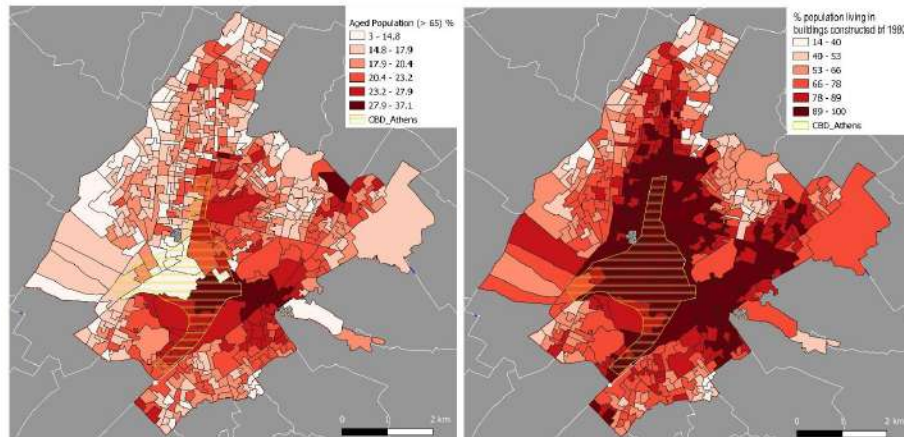 Aged Population (> 65) %
3 - 14,8
14.8 - 17.9
17.9 - 20.4
20.4 - 23.2
23.2 - 27.9
27.9 - 37.1
CBD_Athens
0 1 2 km
% population living in
buildings constructed bf 1980
14 - 40
40 - 53
53 - 66
66 - 78
78 - 89
89 - 100
CBD_Athens
0 1 2 km